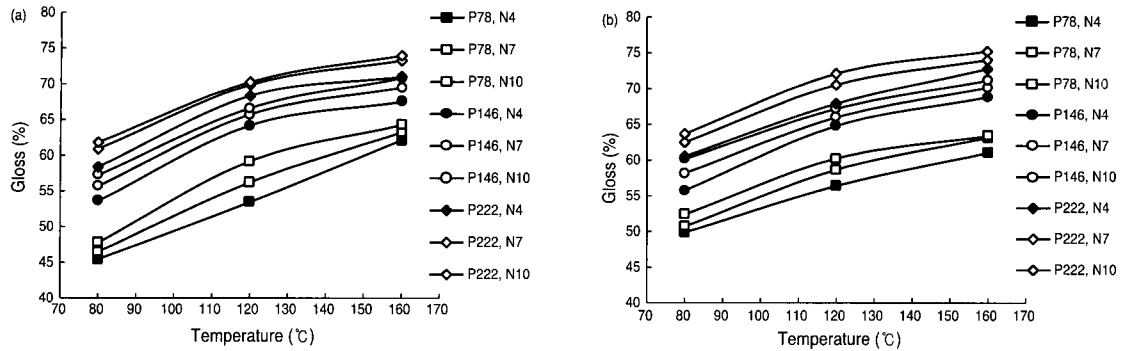 (a)
80
75
70
65
60
55
50
45
40
Gloss (%)
70 80 90 100 110 120 130 140 150 160 170
Temperature (℃)
P78, N4
P78, N7
P78, N10
P146, N4
P146, N7
P146, N10
P222, N4
P222, N7
P222, N10
(b)
80
75
70
65
60
55
50
45
40
Gloss (%)
70 80 90 100 110 120 130 140 150 160 170
Temperature (℃)
P78, N4
P78, N7
P78, N10
P146, N4
P146, N7
P146, N10
P222, N4
P222, N7
P222, N10